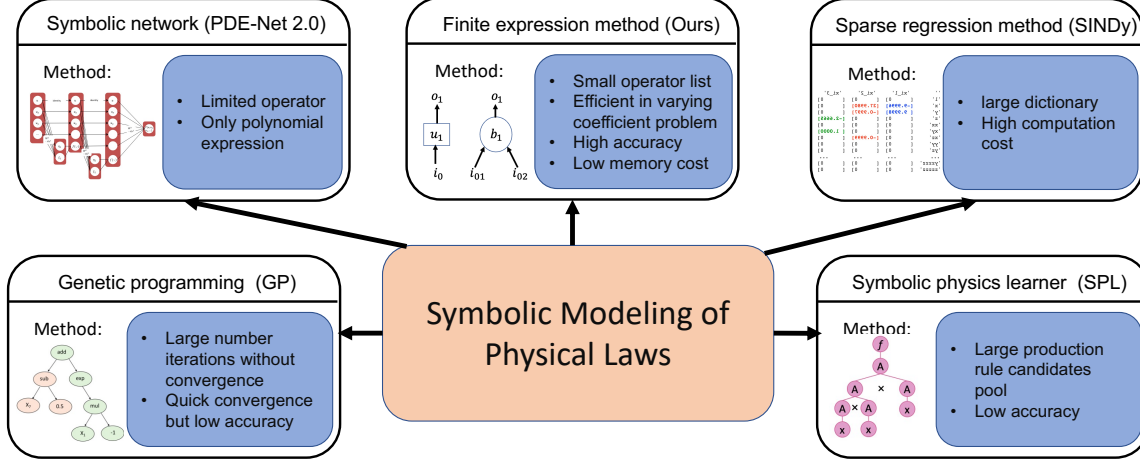 Symbolic network (PDE-Net 2.0)
Method:
• Limited operator
• Only polynomial
expression
Finite expression method (Ours)
Method:
o₁
o₁
u₁
b₁
i₀
i₀₁
i₀₂
• Small operator list
• Efficient in varying
coefficient problem
• High accuracy
• Low memory cost
Sparse regression method (SINDy)
Method:
• large dictionary
• High computation
cost
Genetic programming (GP)
Method:
add
sub
exp
X₀
0.5
mul
X₁
-1
• Large number
iterations without
convergence
• Quick convergence
but low accuracy
Symbolic Modeling of
Physical Laws
Symbolic physics learner (SPL)
Method:
f
A
A × A
A × A x
x x
• Large production
rule candidates
pool
• Low accuracy